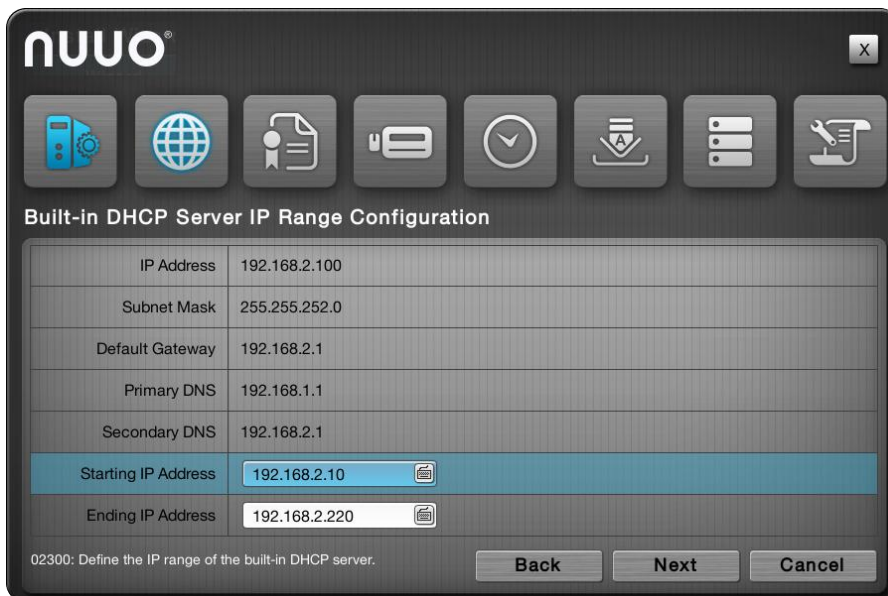 nuuo®
X
A
Built-in DHCP Server IP Range Configuration
IP Address 192.168.2.100
Subnet Mask 255.255.252.0
Default Gateway 192.168.2.1
Primary DNS 192.168.1.1
Secondary DNS 192.168.2.1
Starting IP Address 192.168.2.10
Ending IP Address 192.168.2.220
02300: Define the IP range of the built-in DHCP server.
Back Next Cancel